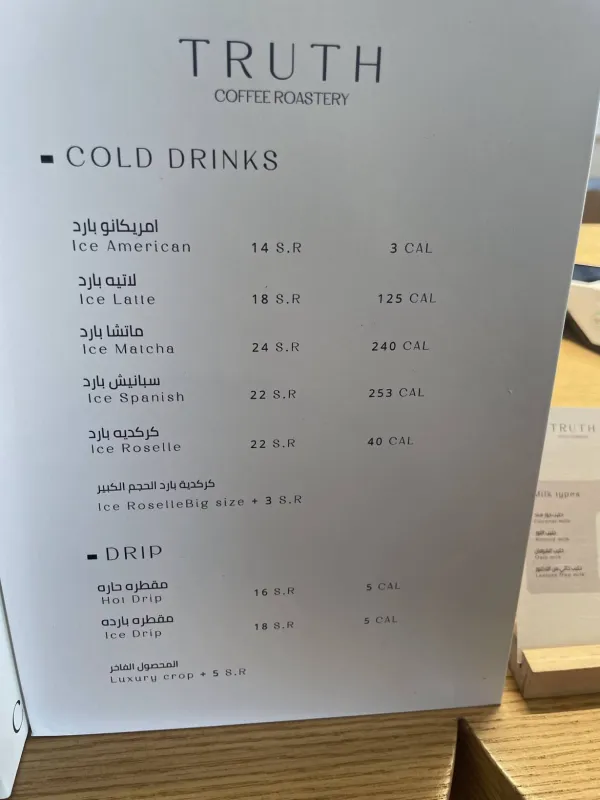 TRUTH
COFFEE ROASTERY
COLD DRINKS
امريكانو بارد
Ice American 14 S.R 3 CAL
لاتيه بارد
Ice Latte 18 S.R 125 CAL
ماتشا بارد
Ice Matcha 24 S.R 240 CAL
سبانيش بارد
Ice Spanish 22 S.R 253 CAL
كركديه بارد
Ice Roselle 22 S.R 40 CAL
كركدية بارد الحجم الكبير
Ice RoselleBig size + 3 S.R
DRIP
مقطره حاره
Hot Drip 16 S.R 5 CAL
مقطره بارده
Ice Drip 18 S.R 5 CAL
المحصول الفاخر
Luxury crop + 5 S.R
TRUTH
Milk types